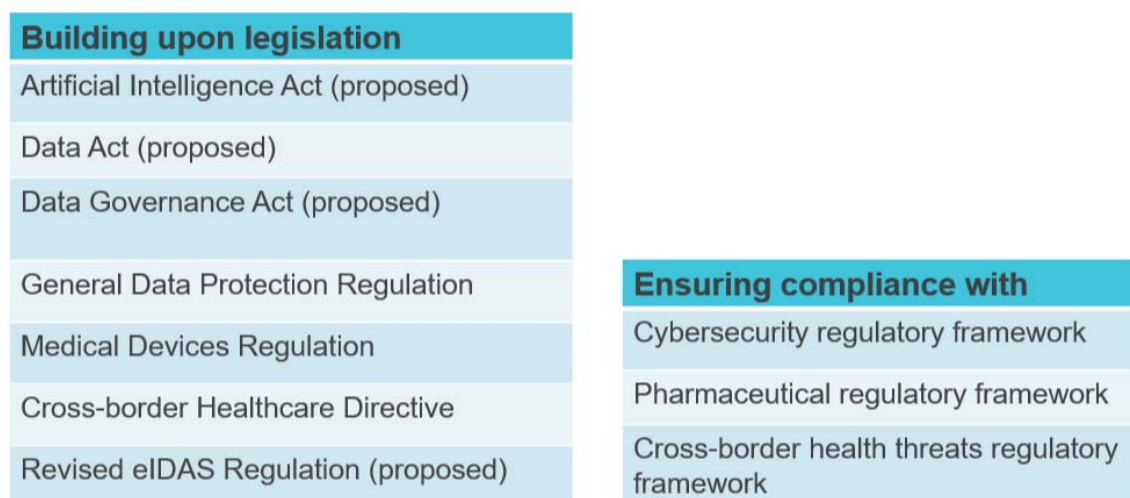 Building upon legislation
Artificial Intelligence Act (proposed)
Data Act (proposed)
Data Governance Act (proposed)
General Data Protection Regulation
Medical Devices Regulation
Cross-border Healthcare Directive
Revised eIDAS Regulation (proposed)
Ensuring compliance with
Cybersecurity regulatory framework
Pharmaceutical regulatory framework
Cross-border health threats regulatory
framework